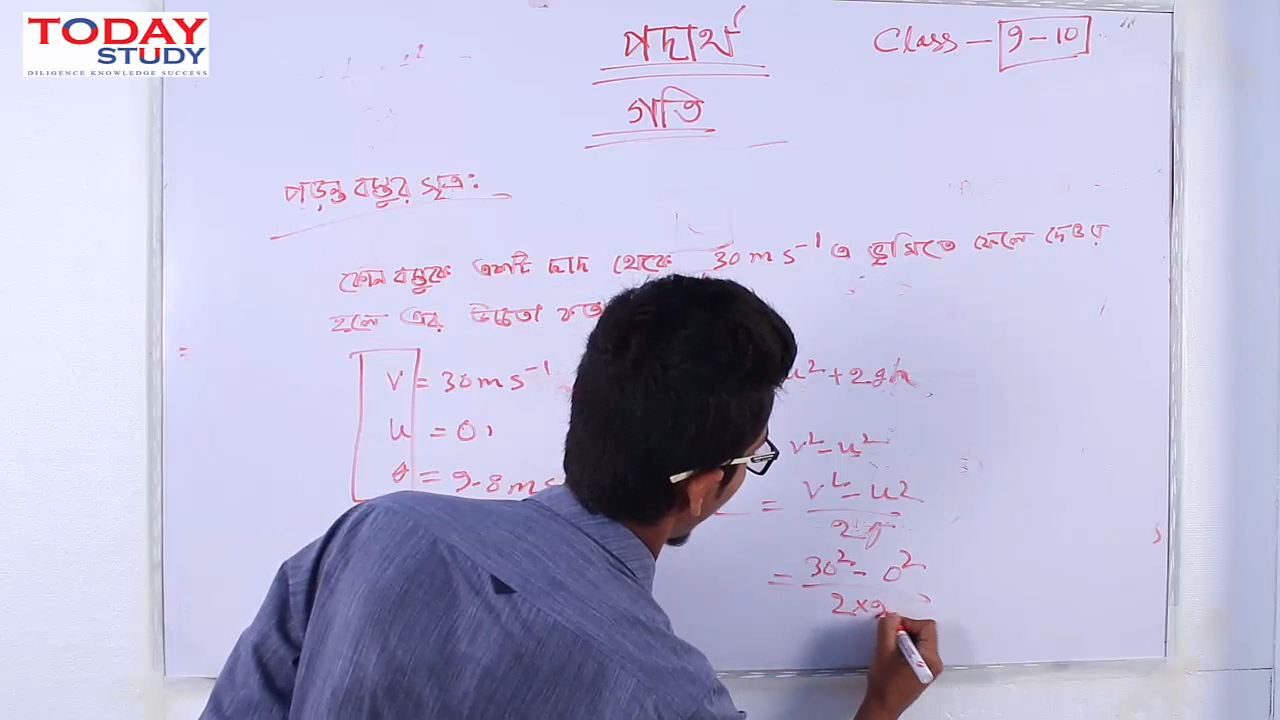 TODAY
STUDY
DILIGENCE KNOWLEDGE SUCCESS
পদার্থ
Class - 9-10
গতি
পড়ন্ত বস্তুর সূত্র:
কোন বস্তুকে একটি ছাদ থেকে 30 m s⁻¹ এ ভূমিতে ফেলে দেওয়া
হলে এর উচ্চতা কত
v = 30 m s⁻¹
u² + 2gh
u = 0
v² - u²
= 9.8 m
= v² - u² / 2g
= 30² - 0² / 2×9